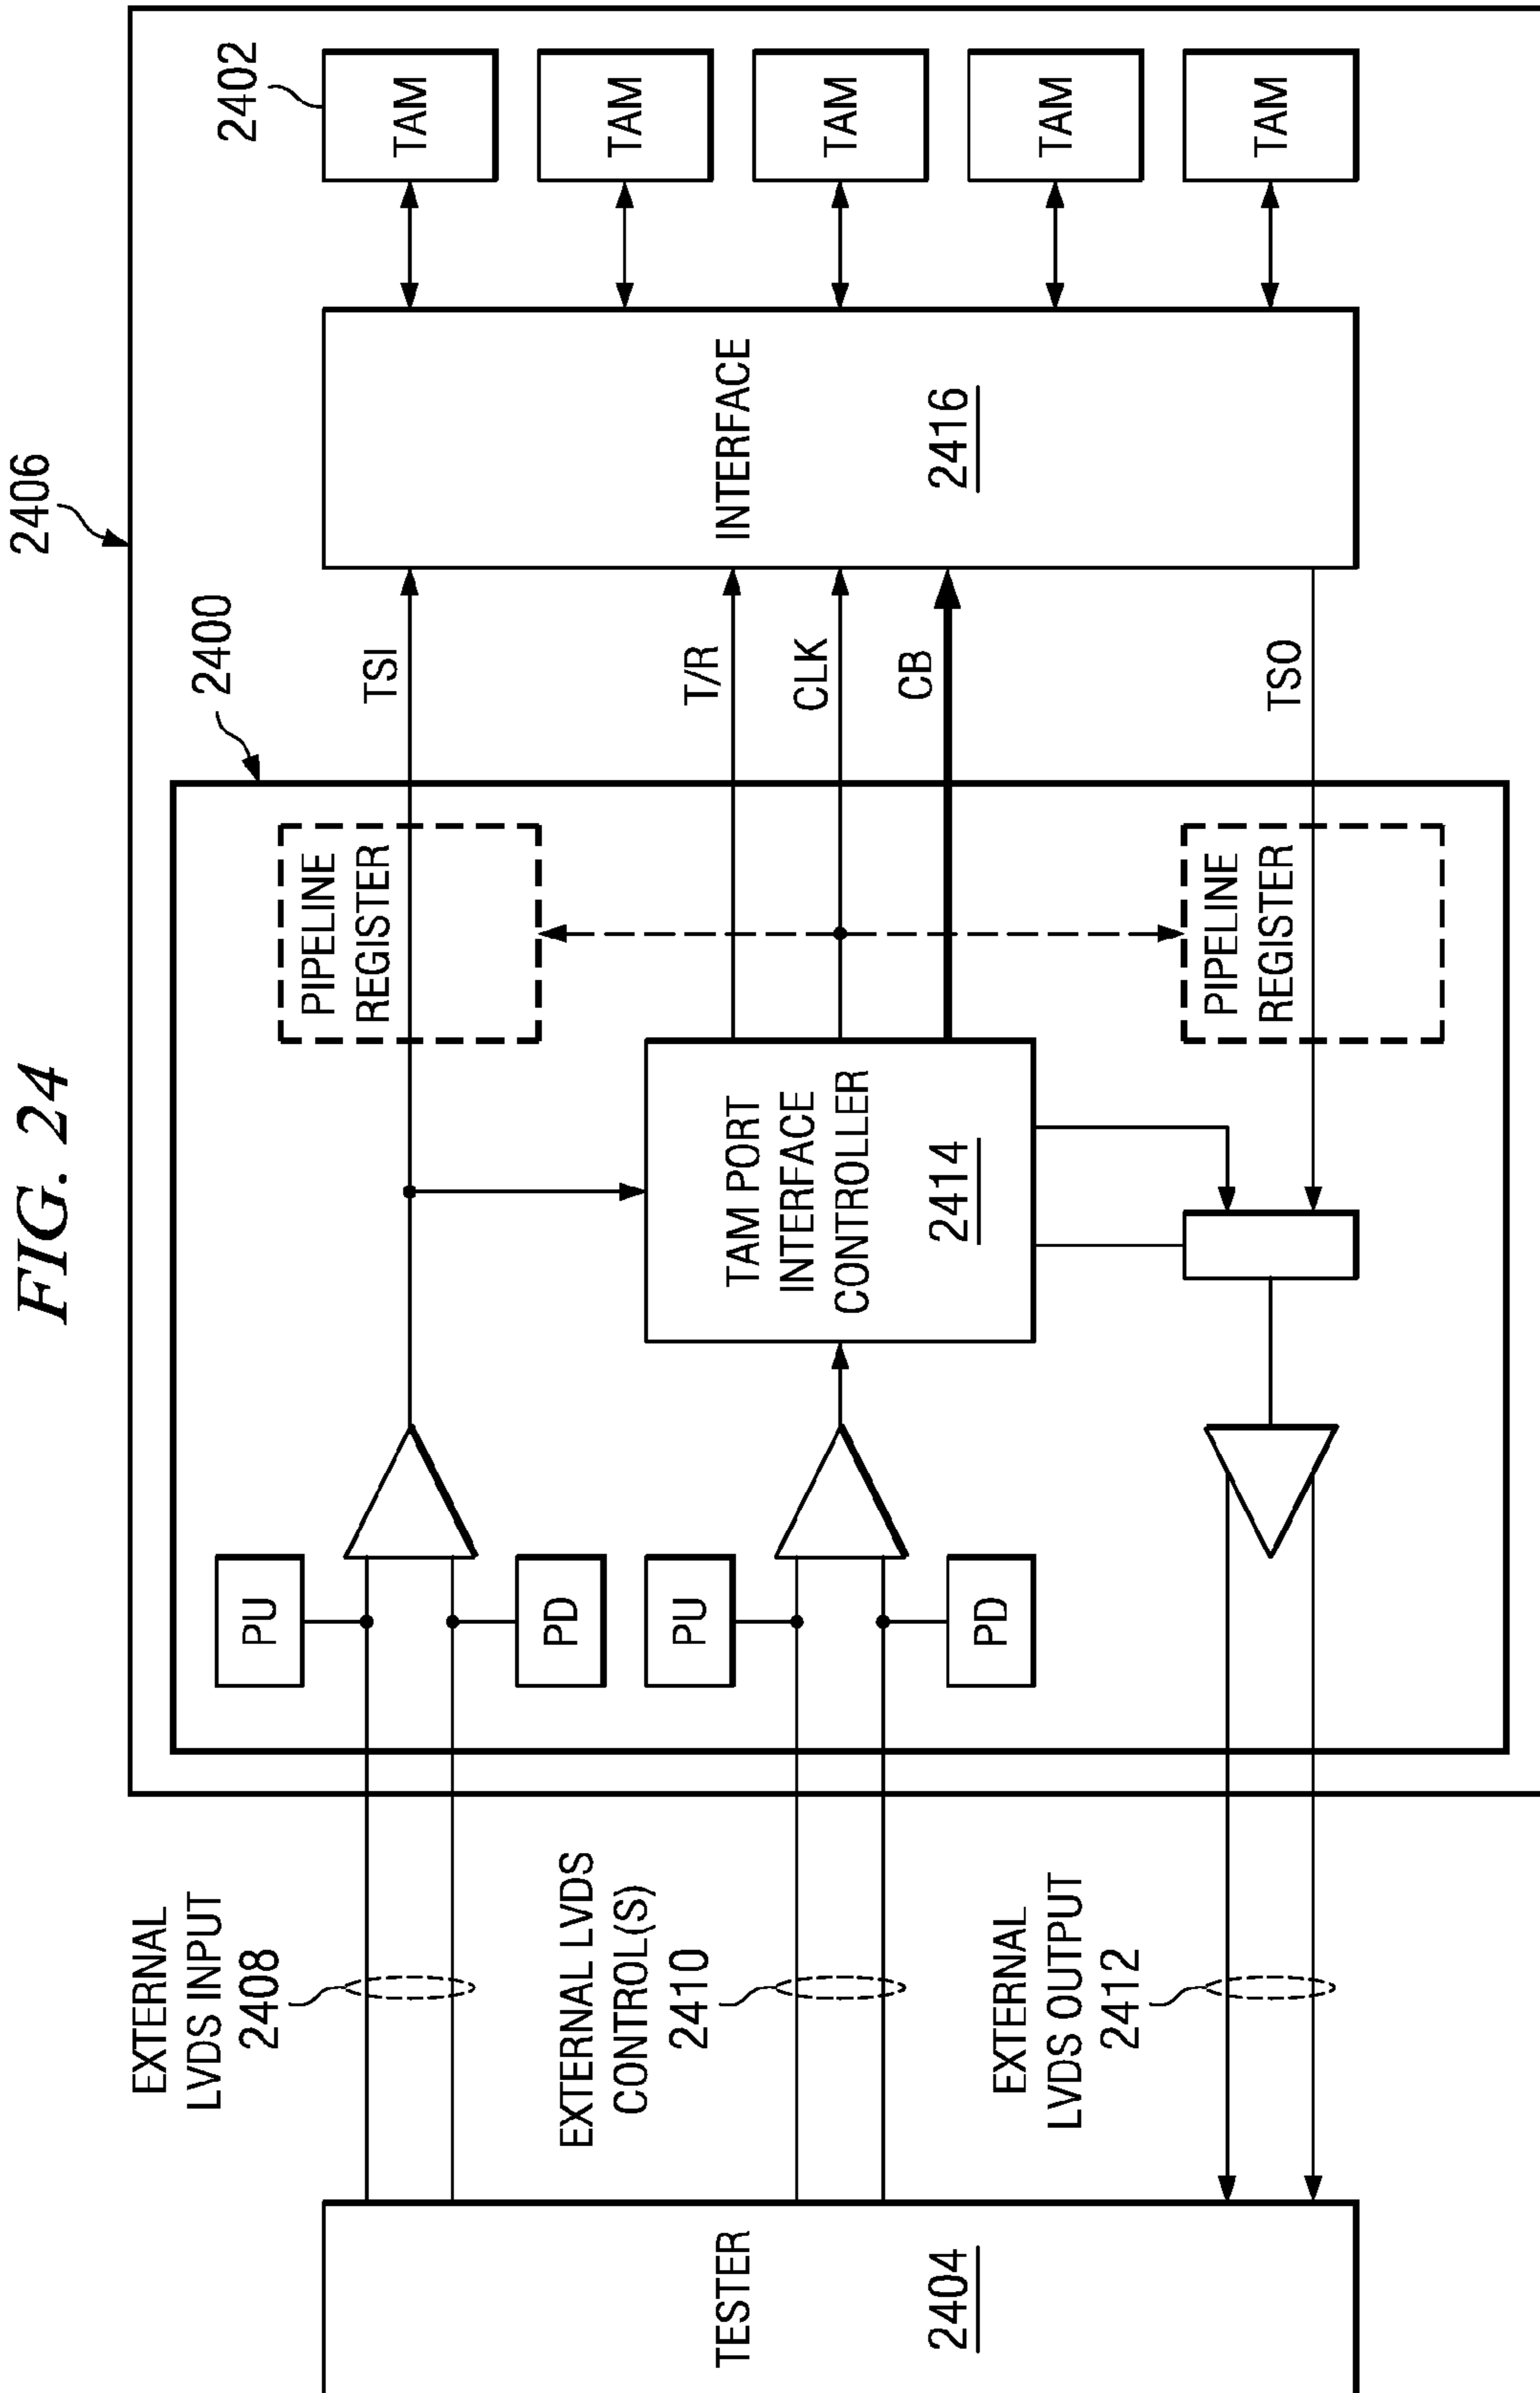 FIG. 24
2406
EXTERNAL
LVDS INPUT
2408
EXTERNAL LVDS
CONTROL(S)
2410
EXTERNAL
LVDS OUTPUT
2412
TESTER
2404
PU
PD
PU
PD
2400
PIPELINE
REGISTER
TAM PORT
INTERFACE
CONTROLLER
2414
PIPELINE
REGISTER
TSI
T/R
CLK
CB
TSO
INTERFACE
2416
2402
TAM
TAM
TAM
TAM
TAM